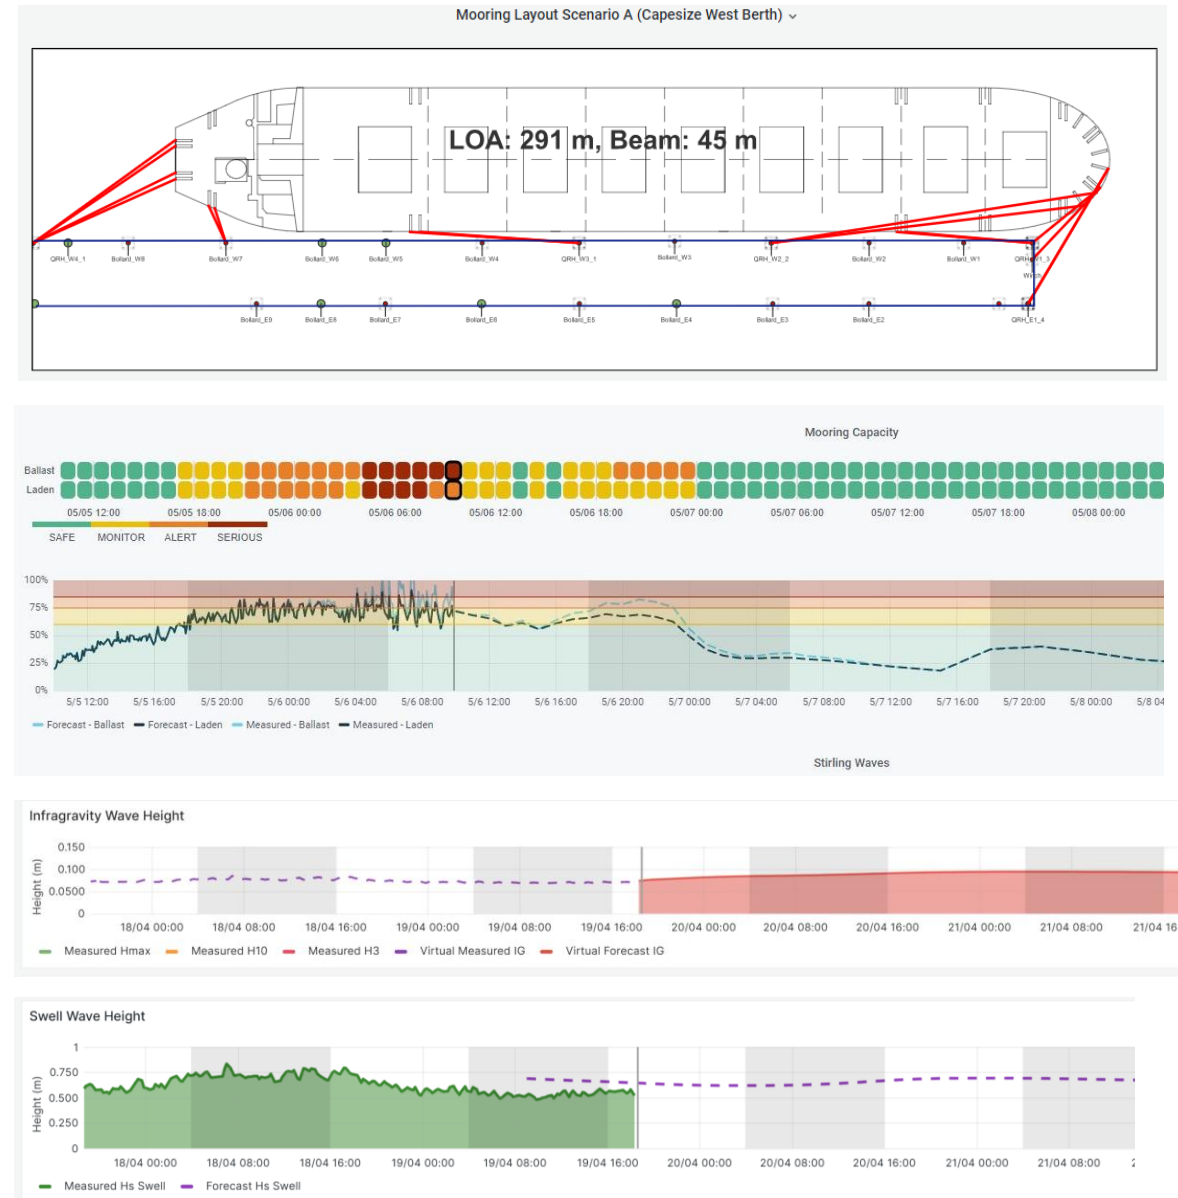 Mooring Layout Scenario A (Capesize West Berth)
LOA: 291 m, Beam: 45 m
QRH_W4_1 Bollard_W8 Bollard_W7 Bollard_W6 Bollard_W5 Bollard_W4 QRH_W3_1 Bollard_W3 QRH_W2_2 Bollard_W2 Bollard_W1
Bollard_E9 Bollard_E8 Bollard_E7 Bollard_E6 Bollard_E5 Bollard_E4 Bollard_E3 Bollard_E2 QRH_E1_4
Mooring Capacity
Ballast
Laden
05/05 12:00 05/05 18:00 05/06 00:00 05/06 06:00 05/06 12:00 05/06 18:00 05/07 00:00 05/07 06:00 05/07 12:00 05/07 18:00 05/08 00:00
SAFE MONITOR ALERT SERIOUS
100%
75%
50%
25%
0%
5/5 12:00 5/5 16:00 5/5 20:00 5/6 00:00 5/6 04:00 5/6 08:00 5/6 12:00 5/6 16:00 5/6 20:00 5/7 00:00 5/7 04:00 5/7 08:00 5/7 12:00 5/7 16:00 5/7 20:00 5/8 00:00 5/8 04
Forecast - Ballast Forecast - Laden Measured - Ballast Measured - Laden
Stirling Waves
Infragravity Wave Height
Height (m)
0.150
0.100
0.0500
0
18/04 00:00 18/04 08:00 18/04 16:00 19/04 00:00 19/04 08:00 19/04 16:00 20/04 00:00 20/04 08:00 20/04 16:00 21/04 00:00 21/04 08:00 21/04 16
Measured Hmax Measured H10 Measured H3 Virtual Measured IG Virtual Forecast IG
Swell Wave Height
Height (m)
1
0.750
0.500
0.250
0
18/04 00:00 18/04 08:00 18/04 16:00 19/04 00:00 19/04 08:00 19/04 16:00 20/04 00:00 20/04 08:00 20/04 16:00 21/04 00:00 21/04 08:00 2
Measured Hs Swell Forecast Hs Swell